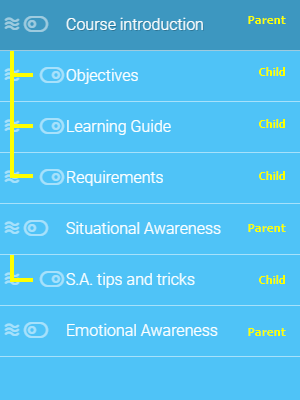 Course introduction Parent
Objectives Child
Learning Guide Child
Requirements Child
Situational Awareness Parent
S.A. tips and tricks Child
Emotional Awareness Parent